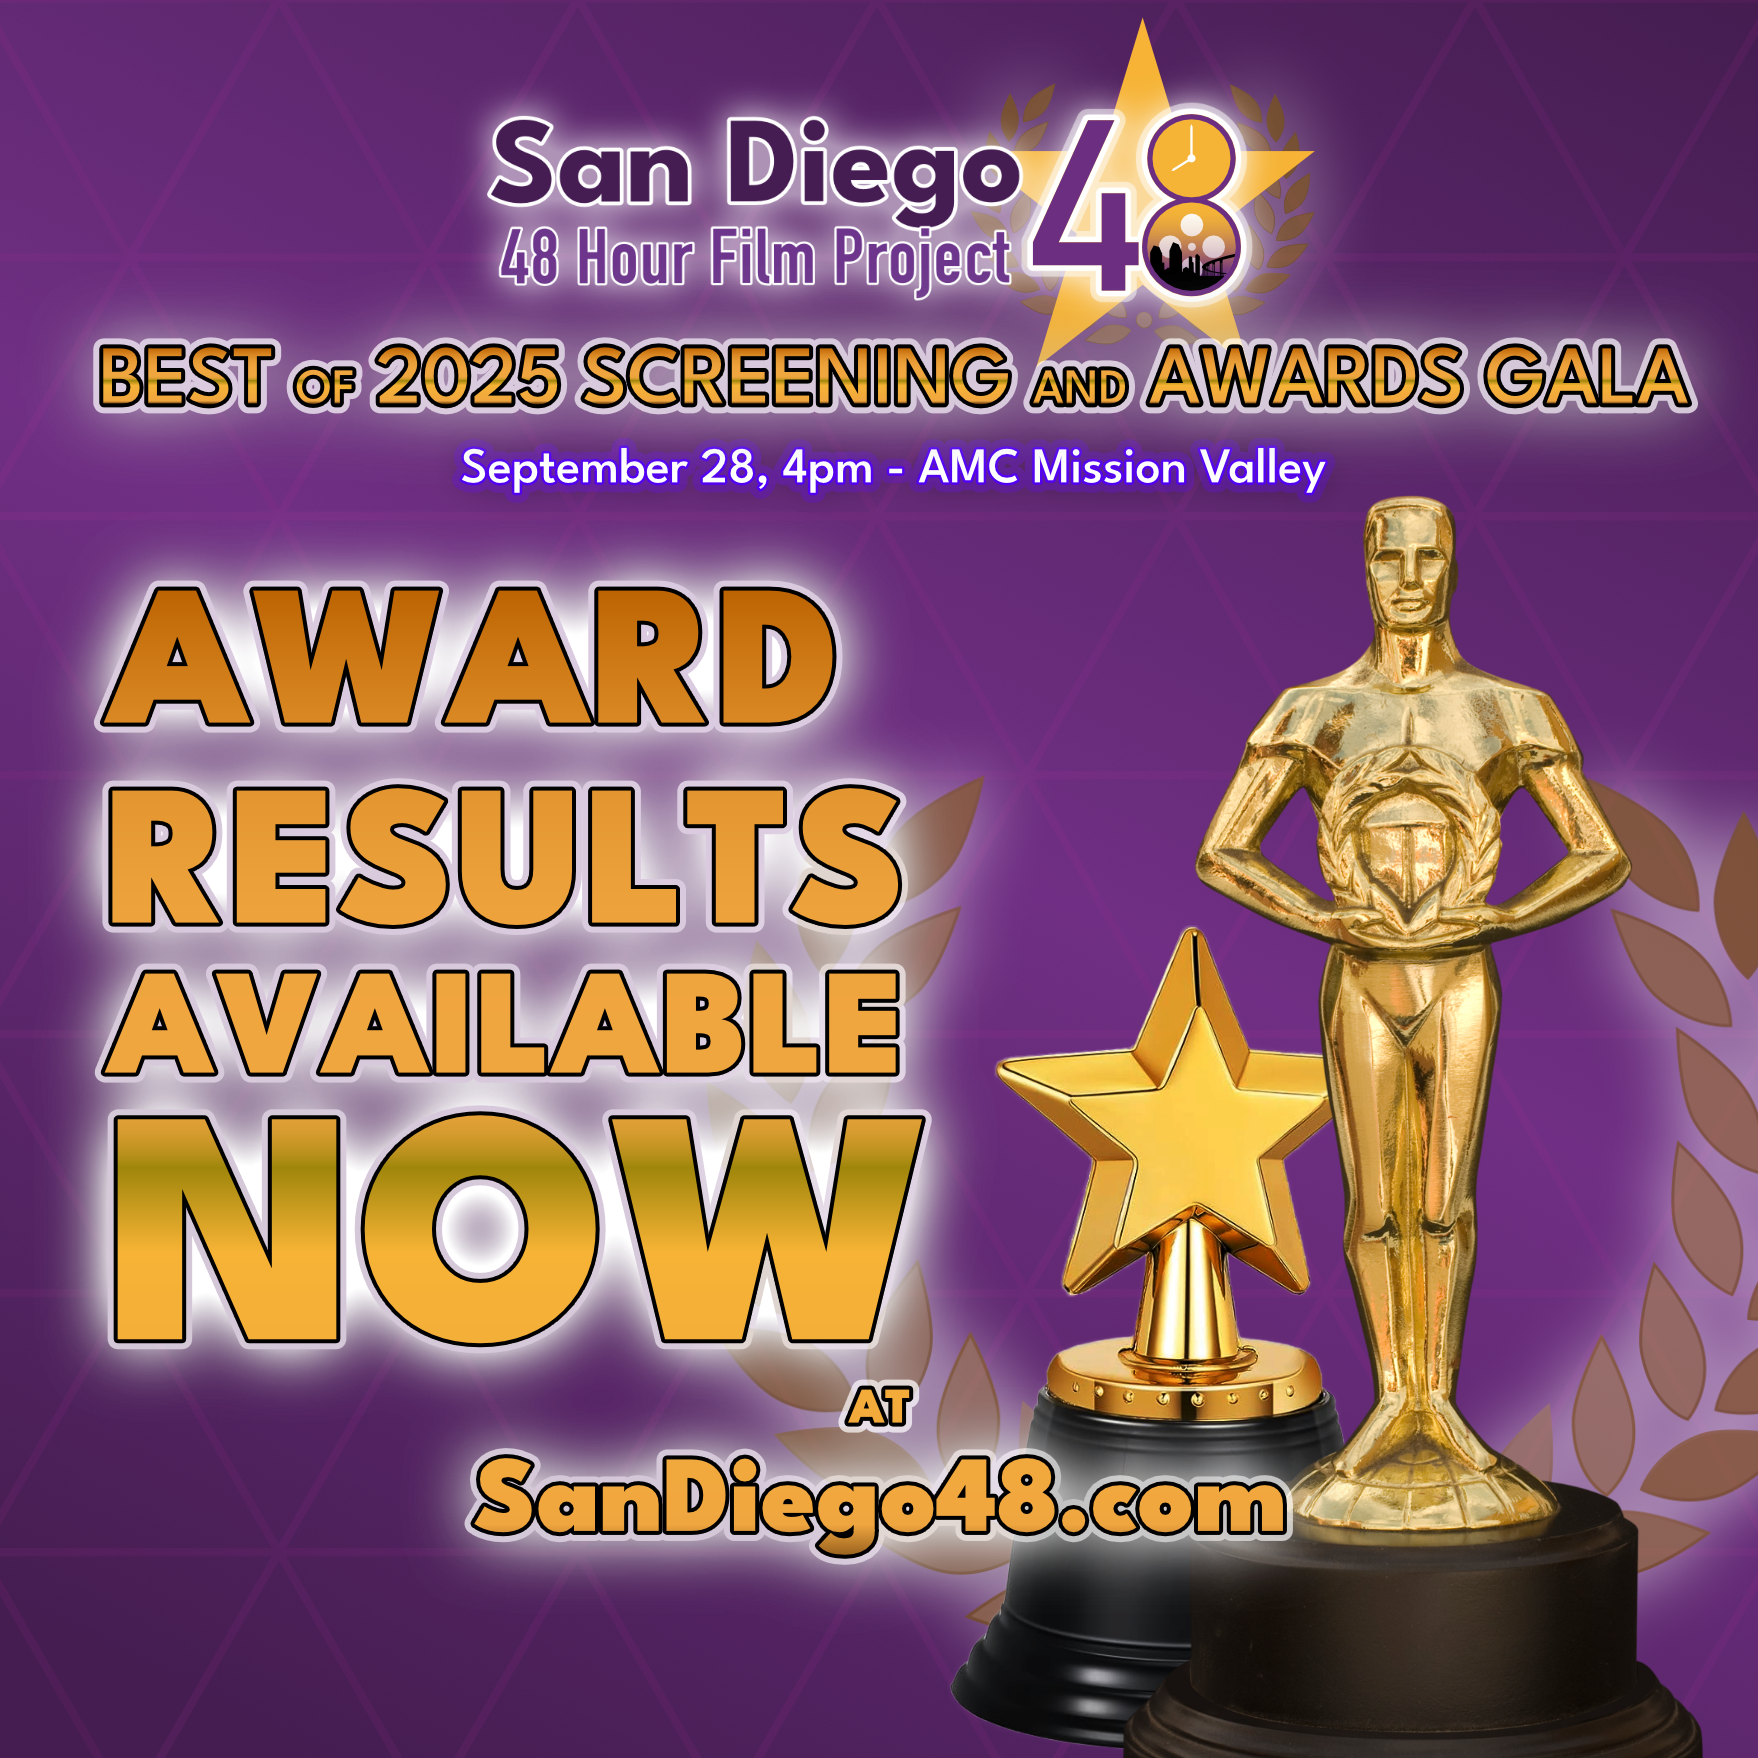 San Diego
48 Hour Film Project
48
BEST OF 2025 SCREENING AND AWARDS GALA
September 28, 4pm - AMC Mission Valley
AWARD
RESULTS
AVAILABLE
NOW
AT
SanDiego48.com